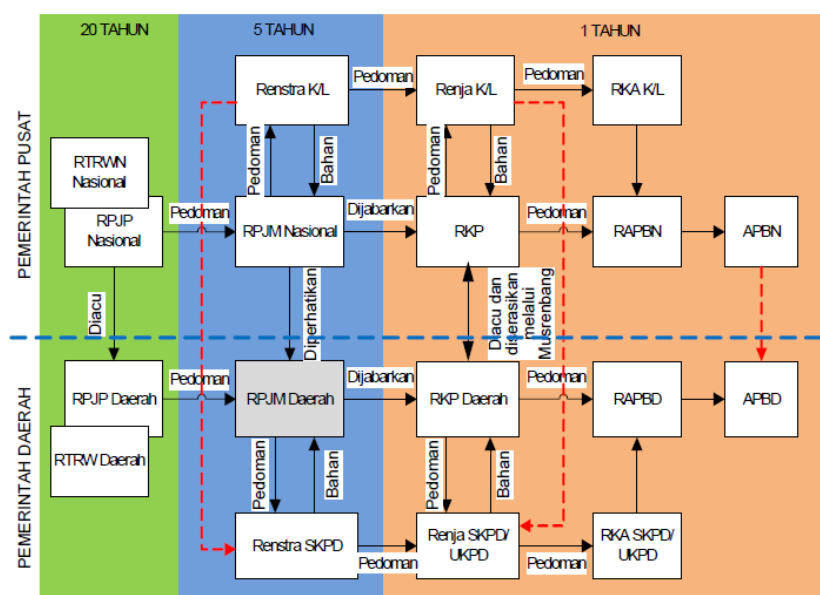 20 TAHUN
5 TAHUN
1 TAHUN
PEMERINTAH PUSAT
Renstra K/L
Pedoman
Renja K/L
Pedoman
RKA K/L
Pedoman
Bahan
Pedoman
Bahan
RTRWN
Nasional
RPJP
Nasional
Pedoman
RPJM Nasional
Dijabarkan
RKP
Pedoman
RAPBN
APBN
Diacu
Diperhatikan
Diacu dan
diserasikan
melalui
Musrenbang
PEMERINTAH DAERAH
RPJP Daerah
Pedoman
RPJM Daerah
Dijabarkan
RKP Daerah
Pedoman
RAPBD
APBD
RTRW Daerah
Pedoman
Bahan
Pedoman
Bahan
Renstra SKPD
Pedoman
Renja SKPD/
UKPD
Pedoman
RKA SKPD/
UKPD